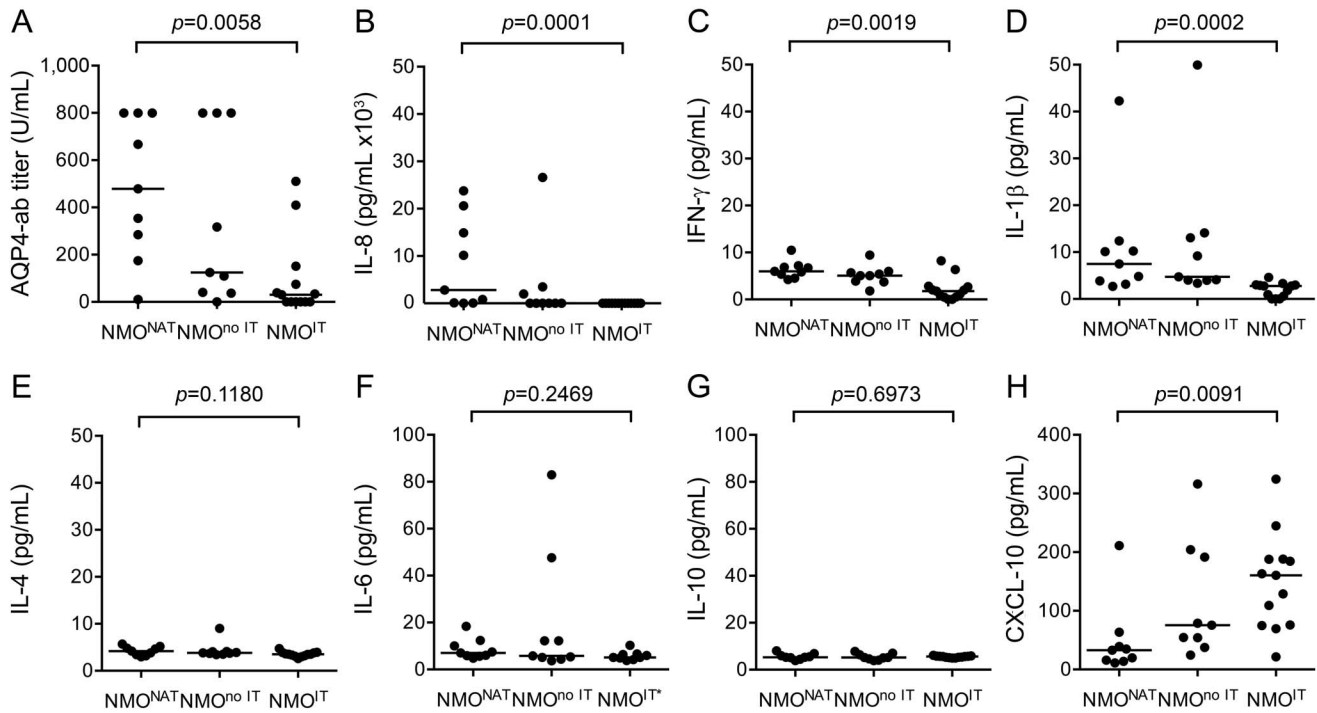 A
p=0.0058
AQP4-ab titer (U/mL)
1,000
800
600
400
200
0
NMO^NAT NMO^no IT NMO^IT
B
p=0.0001
IL-8 (pg/mL x10³)
50
40
30
20
10
0
NMO^NAT NMO^no IT NMO^IT
C
p=0.0019
IFN-γ (pg/mL)
50
40
30
20
10
0
NMO^NAT NMO^no IT NMO^IT
D
p=0.0002
IL-1β (pg/mL)
50
40
30
20
10
0
NMO^NAT NMO^no IT NMO^IT
E
p=0.1180
IL-4 (pg/mL)
50
40
30
20
10
0
NMO^NAT NMO^no IT NMO^IT
F
p=0.2469
IL-6 (pg/mL)
100
80
60
40
20
0
NMO^NAT NMO^no IT NMO^IT*
G
p=0.6973
IL-10 (pg/mL)
100
80
60
40
20
0
NMO^NAT NMO^no IT NMO^IT
H
p=0.0091
CXCL-10 (pg/mL)
400
300
200
100
0
NMO^NAT NMO^no IT NMO^IT